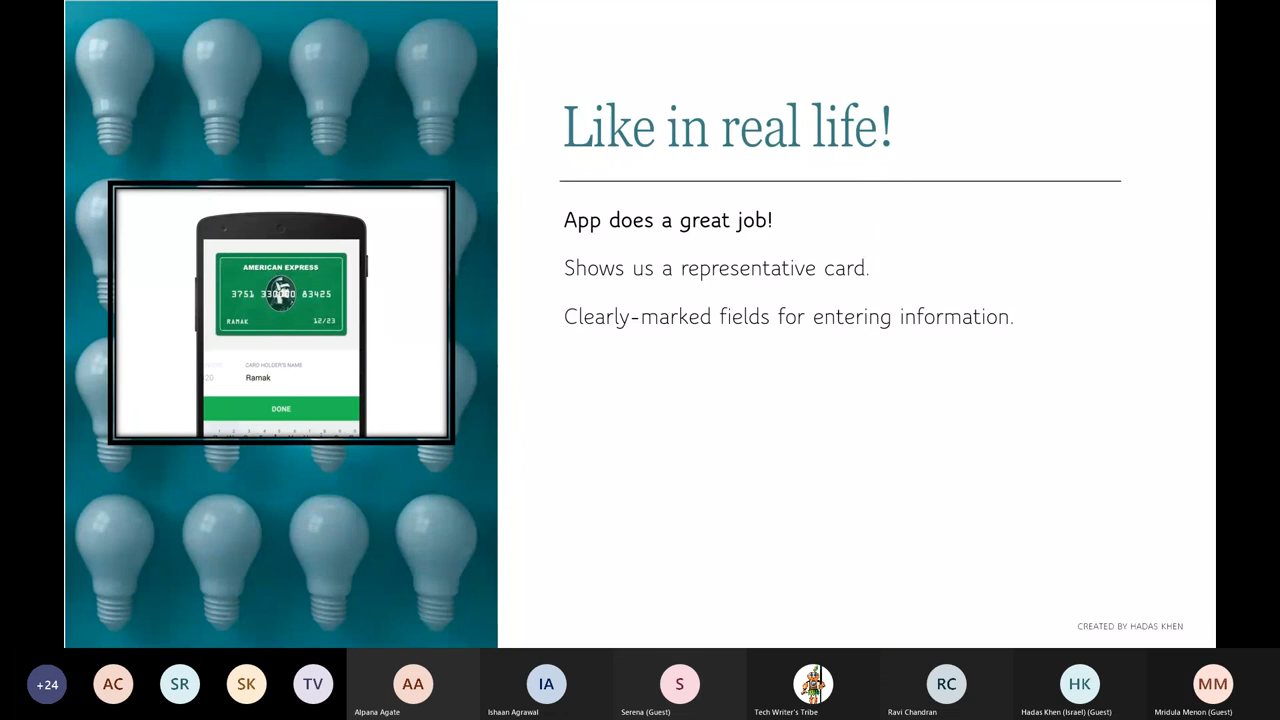 Like in real life!
App does a great job!
Shows us a representative card.
Clearly-marked fields for entering information.
AMERICAN EXPRESS
3751 330000 83425
RAMAK
12/23
CARD HOLDER'S NAME
20
Ramak
DONE
CREATED BY HADAS KHEN
+24
AC
SR
SK
TV
AA
IA
S
RC
HK
MM
Alpana Agate
Ishaan Agrawal
Serena (Guest)
Tech Writer's Tribe
Ravi Chandran
Hadas Khen (Israel) (Guest)
Mridula Menon (Guest)